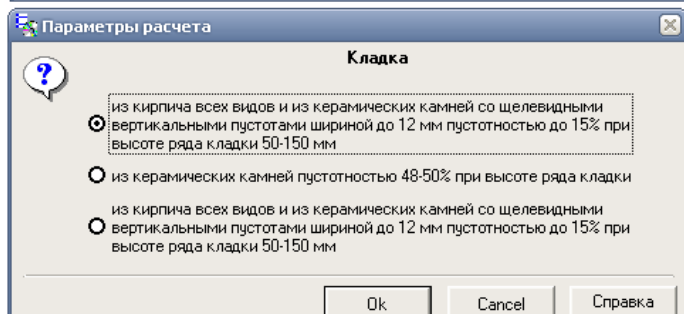 Параметры расчета
Кладка
из кирпича всех видов и из керамических камней со щелевидными
вертикальными пустотами шириной до 12 мм пустотностью до 15% при
высоте ряда кладки 50-150 мм
из керамических камней пустотностью 48-50% при высоте ряда кладки
из кирпича всех видов и из керамических камней со щелевидными
вертикальными пустотами шириной до 12 мм пустотностью до 15% при
высоте ряда кладки 50-150 мм
Ok Cancel Справка